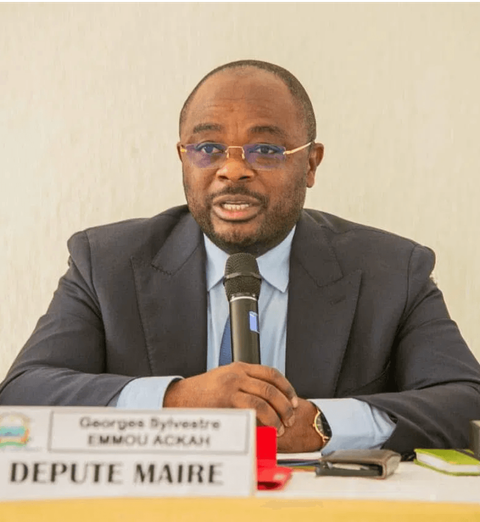 Georges Sylvestre
EMMOU ACKAH
DEPUTE MAIRE